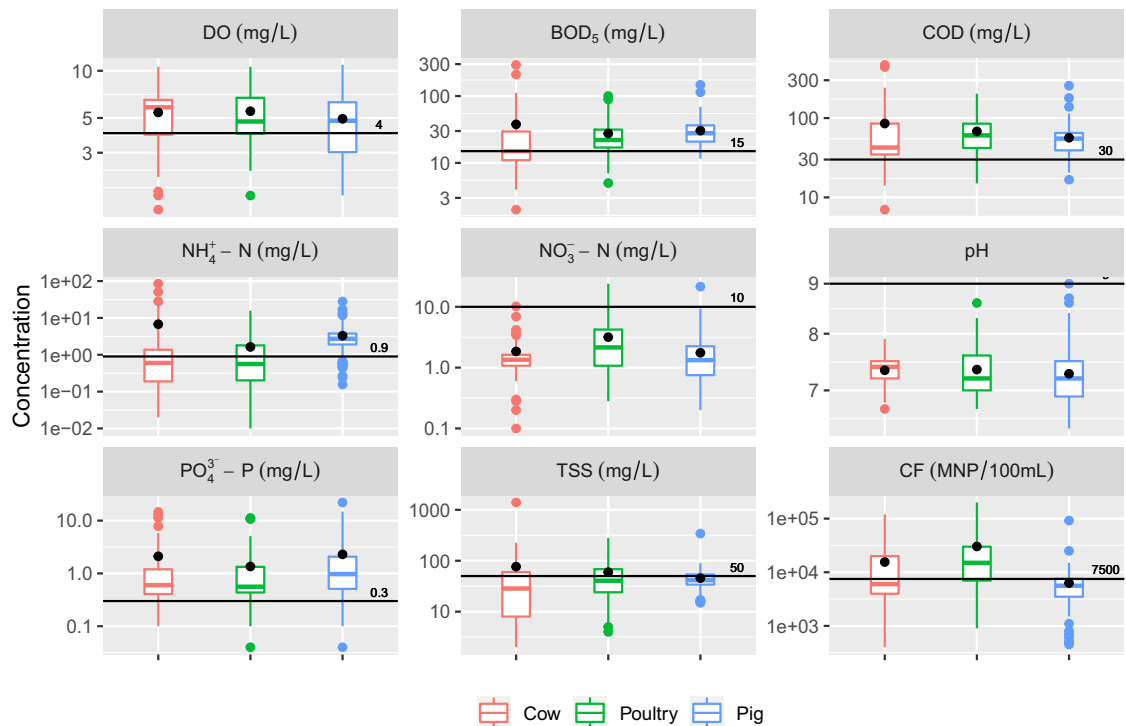 DO (mg/L)
BOD₅ (mg/L)
COD (mg/L)
10
5
3
4
300
100
30
10
3
15
300
100
30
10
30
NH₄⁺ – N (mg/L)
NO₃⁻ – N (mg/L)
pH
Concentration
1e+02
1e+01
1e+00
1e−01
1e−02
0.9
10.0
1.0
0.1
10
9
8
7
PO₄³⁻ – P (mg/L)
TSS (mg/L)
CF (MNP/100mL)
10.0
1.0
0.1
0.3
1000
100
10
50
1e+05
1e+04
1e+03
7500
Cow Poultry Pig